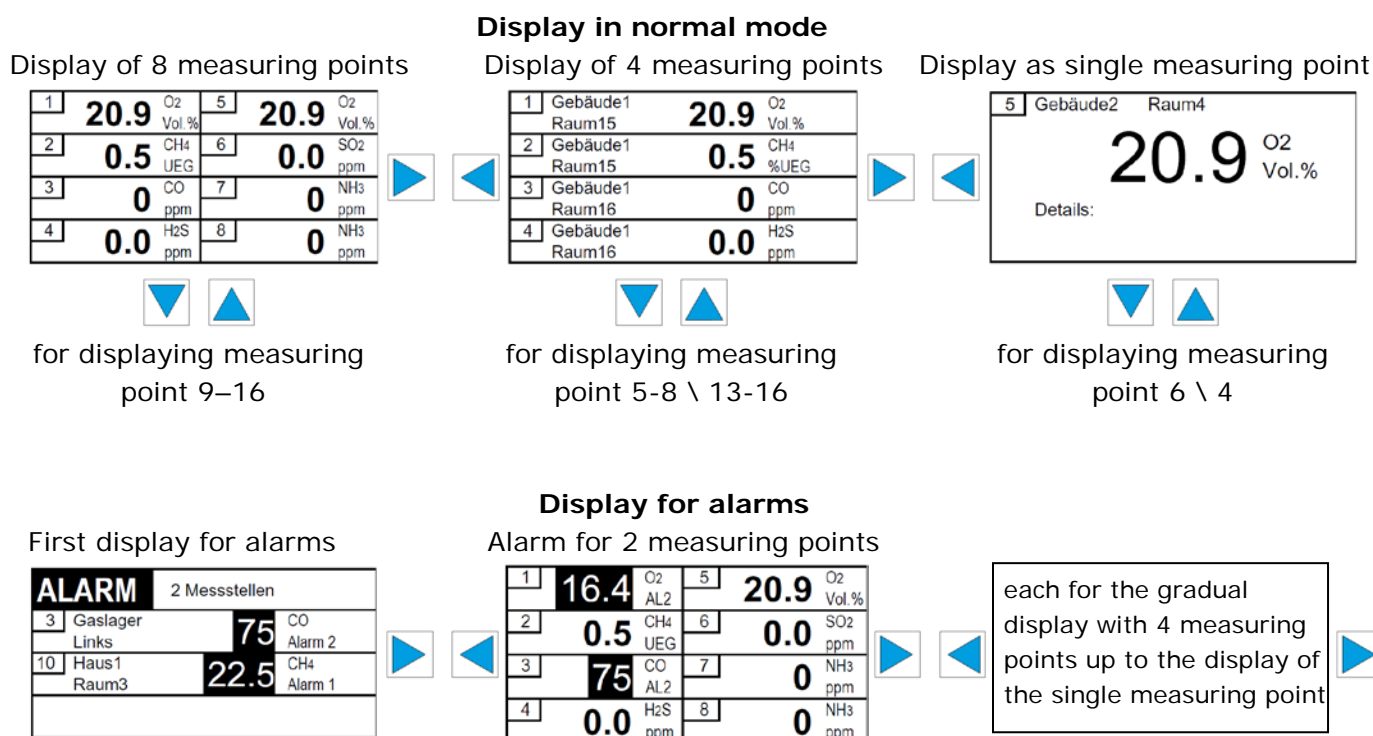 Display in normal mode
Display of 8 measuring points
Display of 4 measuring points
Display as single measuring point
1 20.9 O2 Vol.% 5 20.9 O2 Vol.%
2 0.5 CH4 UEG 6 0.0 SO2 ppm
3 0 CO ppm 7 0 NH3 ppm
4 0.0 H2S ppm 8 0 NH3 ppm
1 Gebäude1 Raum15 20.9 O2 Vol.%
2 Gebäude1 Raum15 0.5 CH4 %UEG
3 Gebäude1 Raum16 0 CO ppm
4 Gebäude1 Raum16 0.0 H2S ppm
5 Gebäude2 Raum4
20.9 O2 Vol.%
Details:
for displaying measuring
point 9–16
for displaying measuring
point 5-8 \ 13-16
for displaying measuring
point 6 \ 4
Display for alarms
First display for alarms
Alarm for 2 measuring points
ALARM 2 Messstellen
3 Gaslager Links 75 CO Alarm 2
10 Haus1 Raum3 22.5 CH4 Alarm 1
1 16.4 O2 AL2 5 20.9 O2 Vol.%
2 0.5 CH4 UEG 6 0.0 SO2 ppm
3 75 CO AL2 7 0 NH3 ppm
4 0.0 H2S ppm 8 0 NH3 ppm
each for the gradual
display with 4 measuring
points up to the display of
the single measuring point